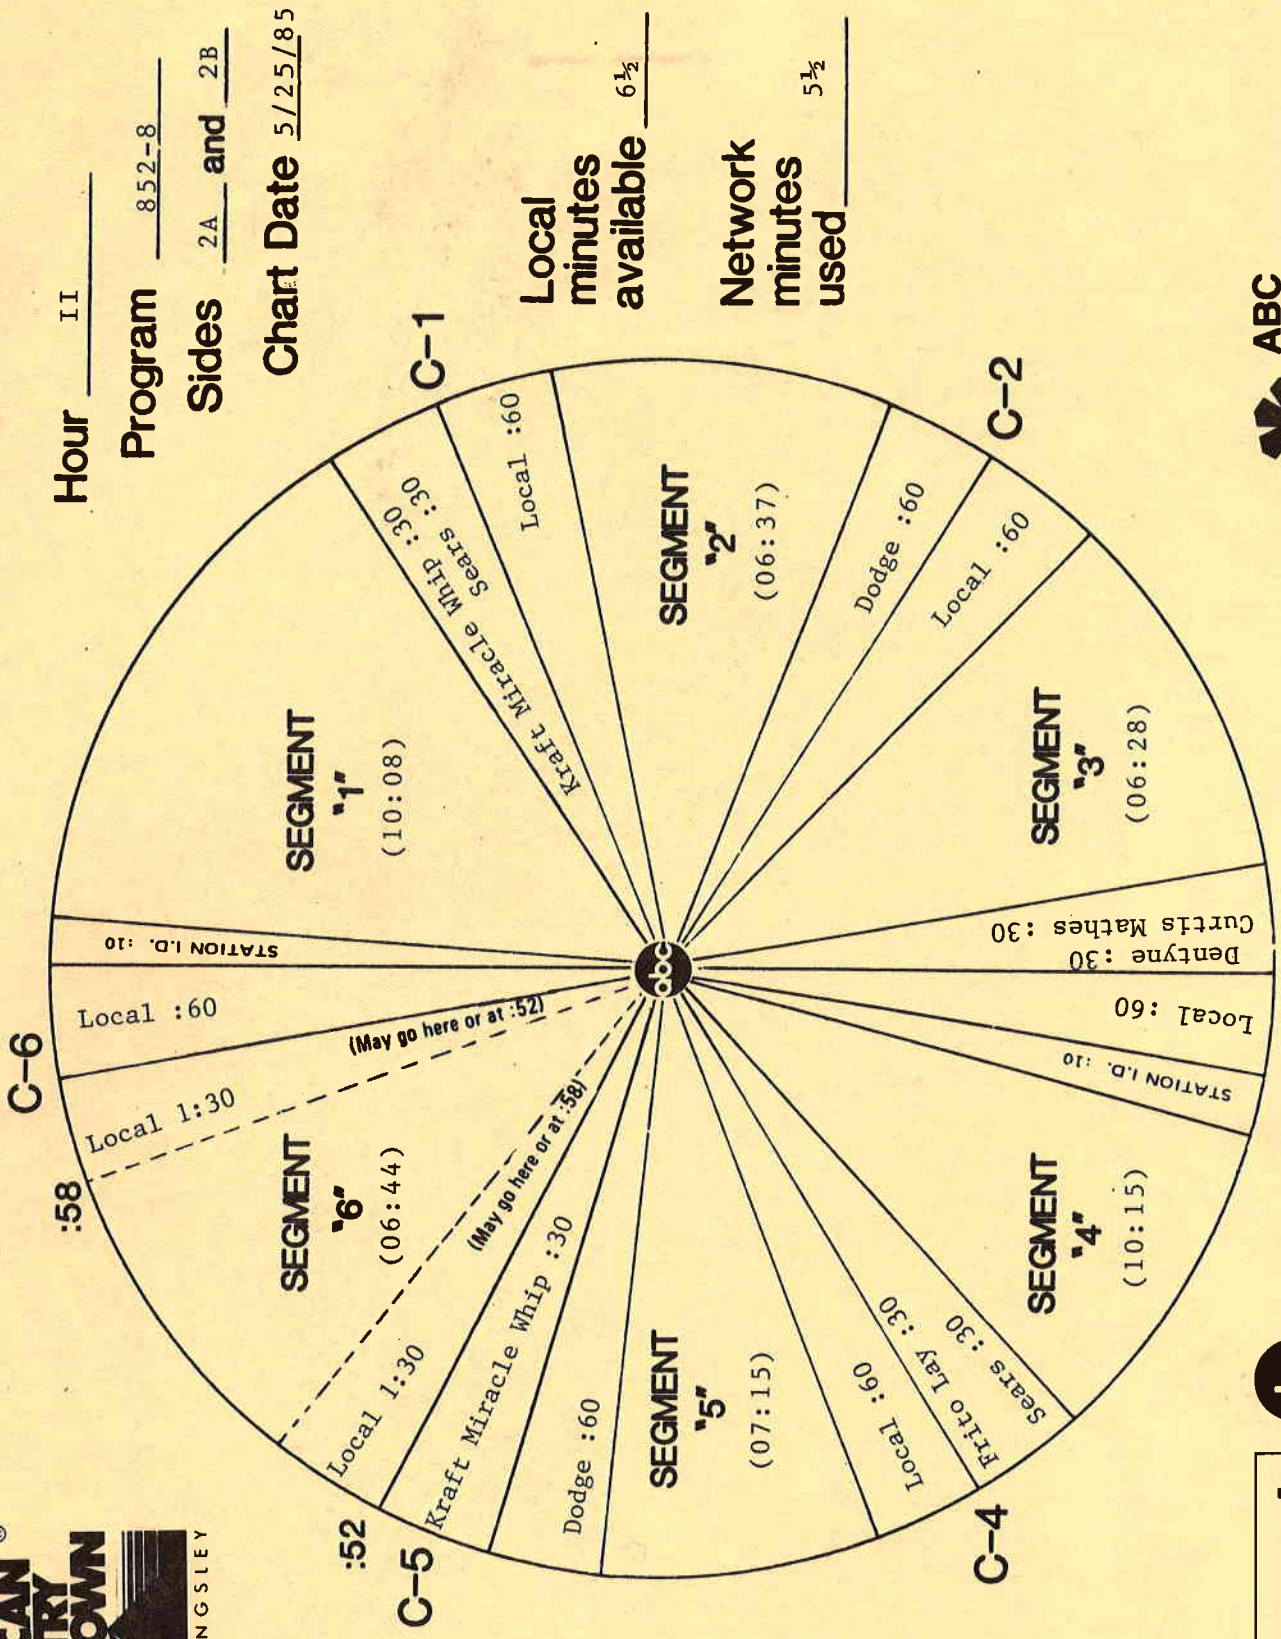 Hour II
Program 852-8
Sides 2A and 2B
Chart Date 5/25/85
Local
minutes
available 6½
Network
minutes
used 5½
C-6
STATION I.D. :10
SEGMENT
"1"
(10:08)
Kraft Miracle Whip :30
Sears :30
C-1
Local :60
SEGMENT
"2"
(06:37)
Dodge :60
C-2
Local :60
SEGMENT
"3"
(06:28)
Curtis Mathes :30
Dentyne :30
Local :60
STATION I.D. :10
SEGMENT
"4"
(10:15)
Sears :30
Frito Lay :30
C-4
Local :60
SEGMENT
"5"
(07:15)
Dodge :60
Kraft Miracle Whip :30
C-5
:52
Local 1:30
(May go here or at :58)
SEGMENT
"6"
(06:44)
:58
Local 1:30
(May go here or at :52)
Local :60
abc
ABC
CAN
TRY
OWN
NGSLEY